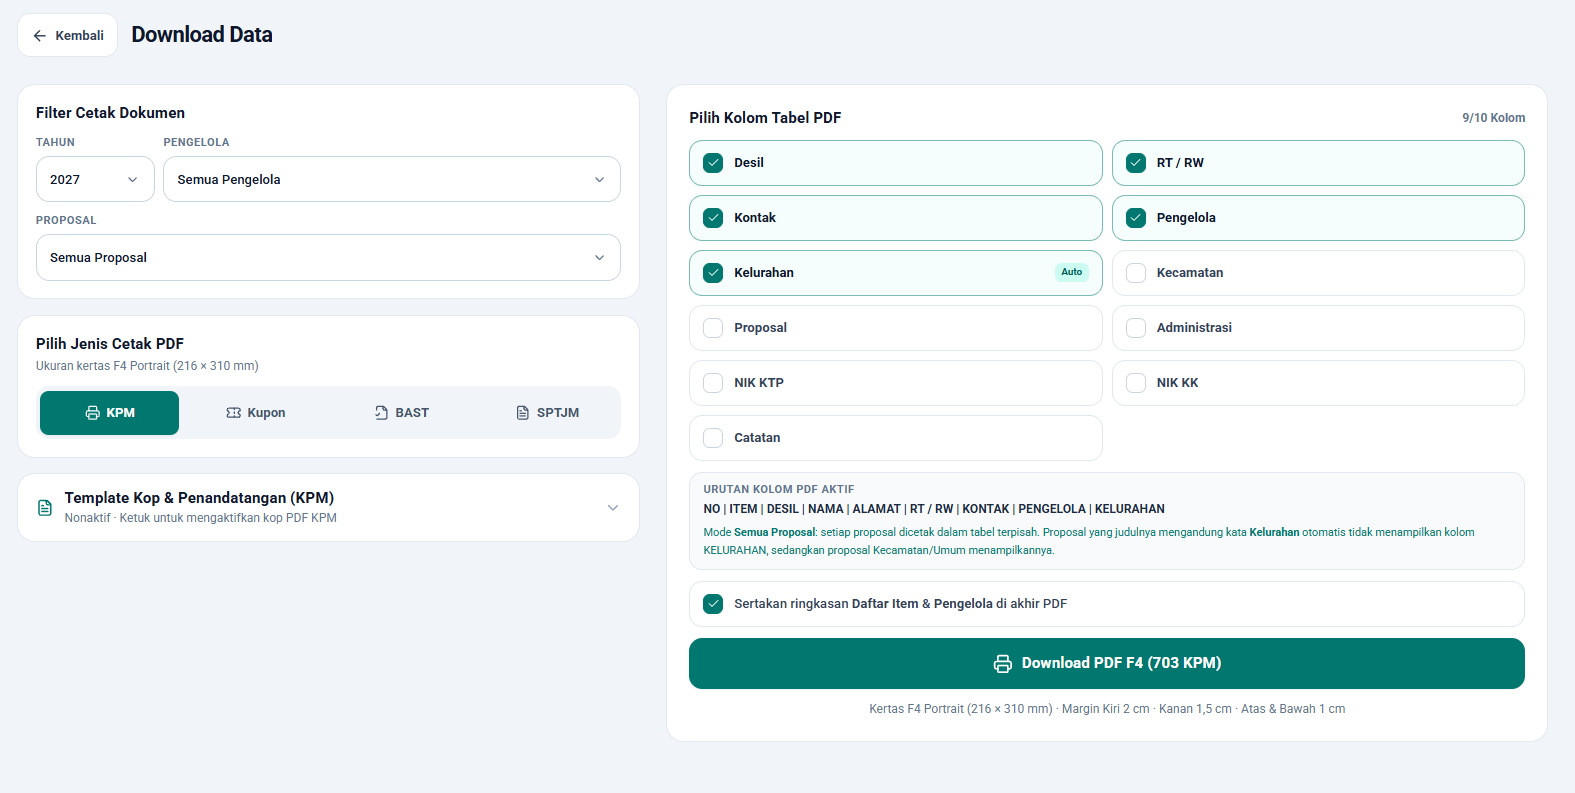 Kembali
Download Data
Filter Cetak Dokumen
TAHUN
PENGELOLA
2027
Semua Pengelola
PROPOSAL
Semua Proposal
Pilih Jenis Cetak PDF
Ukuran kertas F4 Portrait (216 × 310 mm)
KPM
Kupon
BAST
SPTJM
Template Kop & Penandatangan (KPM)
Nonaktif · Ketuk untuk mengaktifkan kop PDF KPM
Pilih Kolom Tabel PDF
9/10 Kolom
Desil
RT / RW
Kontak
Pengelola
Kelurahan
Auto
Kecamatan
Proposal
Administrasi
NIK KTP
NIK KK
Catatan
URUTAN KOLOM PDF AKTIF
NO | ITEM | DESIL | NAMA | ALAMAT | RT / RW | KONTAK | PENGELOLA | KELURAHAN
Mode Semua Proposal: setiap proposal dicetak dalam tabel terpisah. Proposal yang judulnya mengandung kata Kelurahan otomatis tidak menampilkan kolom
KELURAHAN, sedangkan proposal Kecamatan/Umum menampilkannya.
Sertakan ringkasan Daftar Item & Pengelola di akhir PDF
Download PDF F4 (703 KPM)
Kertas F4 Portrait (216 × 310 mm) · Margin Kiri 2 cm · Kanan 1,5 cm · Atas & Bawah 1 cm